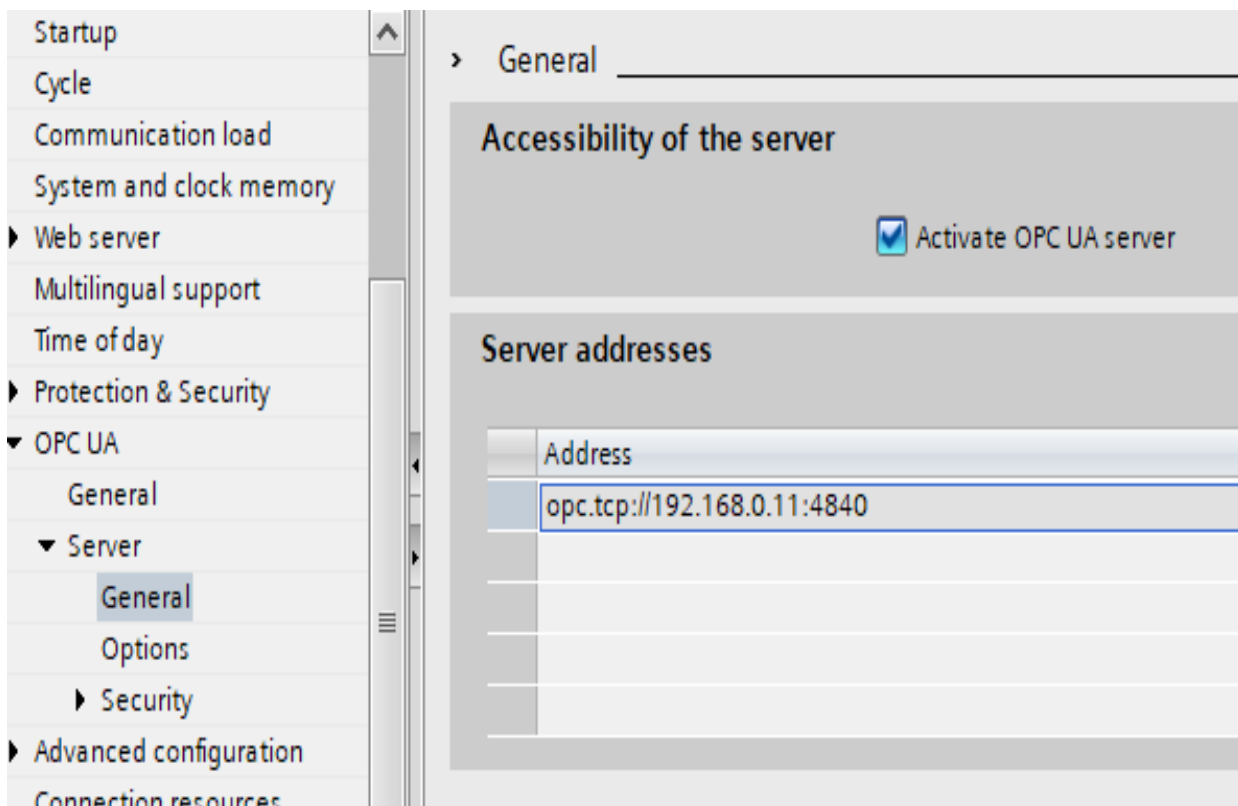 Startup
Cycle
Communication load
System and clock memory
Web server
Multilingual support
Time of day
Protection & Security
OPC UA
General
Server
General
Options
Security
Advanced configuration
Connection resources
General
Accessibility of the server
Activate OPC UA server
Server addresses
Address
opc.tcp://192.168.0.11:4840